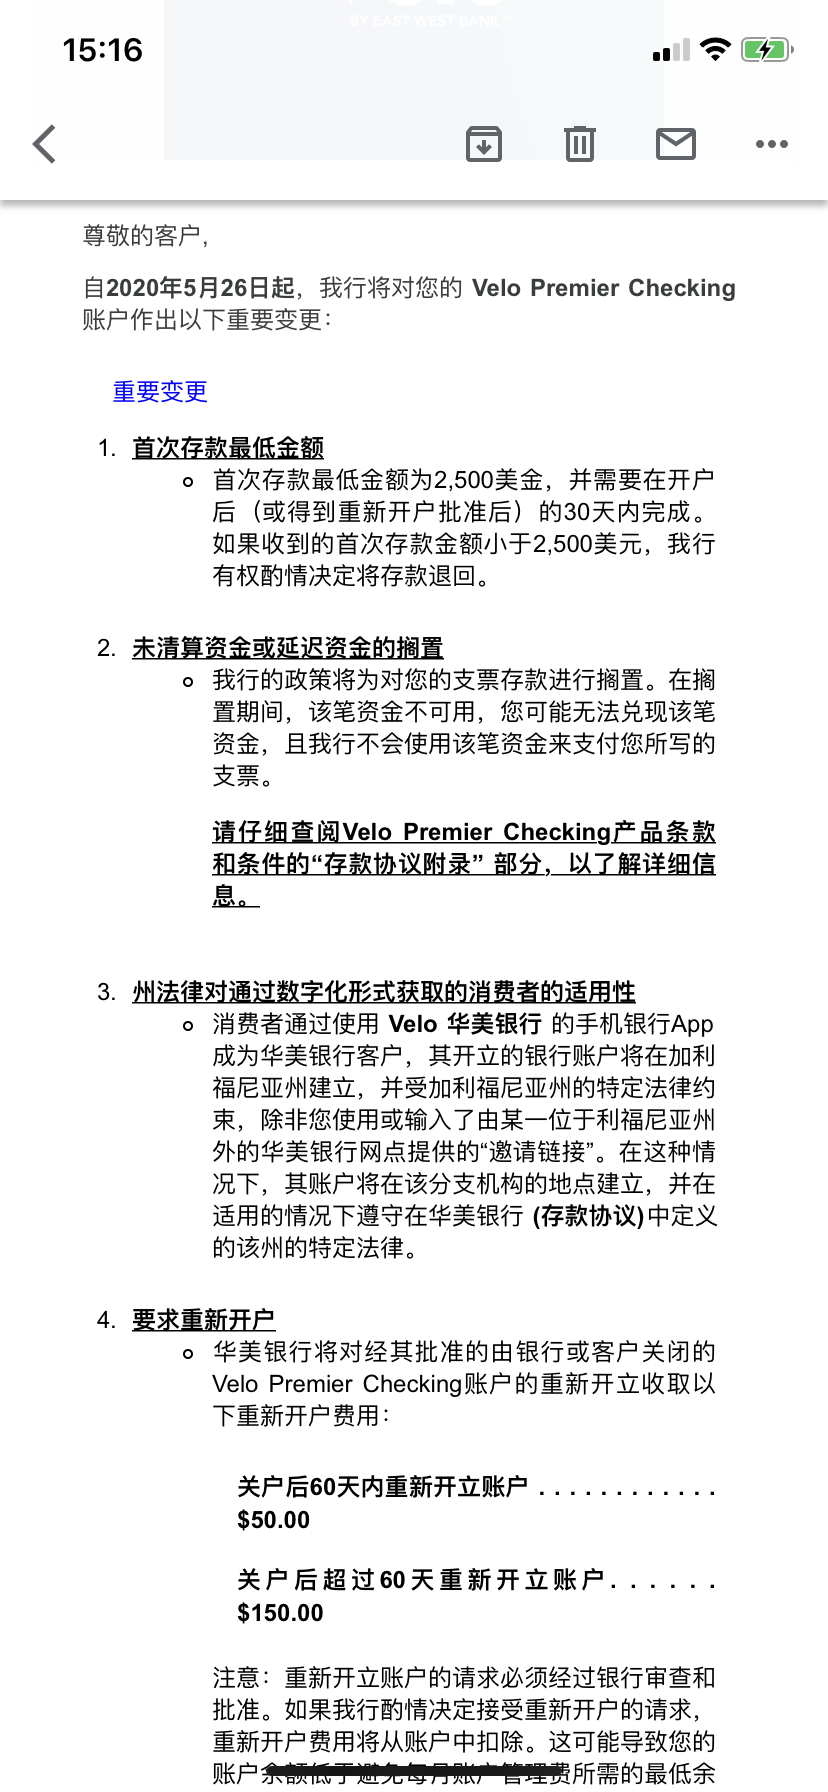 BY EAST WEST BANK™
15:16
尊敬的客户,
自2020年5月26日起，我行将对您的 Velo Premier Checking
账户作出以下重要变更：
重要变更
1. 首次存款最低金额
首次存款最低金额为2,500美金，并需要在开户
后（或得到重新开户批准后）的30天内完成。
如果收到的首次存款金额小于2,500美元，我行
有权酌情决定将存款退回。
2. 未清算资金或延迟资金的搁置
我行的政策将为对您的支票存款进行搁置。在搁
置期间，该笔资金不可用，您可能无法兑现该笔
资金，且我行不会使用该笔资金来支付您所写的
支票。
请仔细查阅Velo Premier Checking产品条款
和条件的“存款协议附录” 部分，以了解详细信
息。
3. 州法律对通过数字化形式获取的消费者的适用性
消费者通过使用 Velo 华美银行 的手机银行App
成为华美银行客户，其开立的银行账户将在加利
福尼亚州建立，并受加利福尼亚州的特定法律约
束，除非您使用或输入了由某一位于利福尼亚州
外的华美银行网点提供的“邀请链接”。在这种情
况下，其账户将在该分支机构的地点建立，并在
适用的情况下遵守在华美银行 (存款协议)中定义
的该州的特定法律。
4. 要求重新开户
华美银行将对经其批准的由银行或客户关闭的
Velo Premier Checking账户的重新开立收取以
下重新开户费用：
关户后60天内重新开立账户 . . . . . . . . . . . .
$50.00
关户后超过60天重新开立账户. . . . . .
$150.00
注意：重新开立账户的请求必须经过银行审查和
批准。如果我行酌情决定接受重新开户的请求，
重新开户费用将从账户中扣除。这可能导致您的
账户余额低于避免每月账户管理费所需的最低余